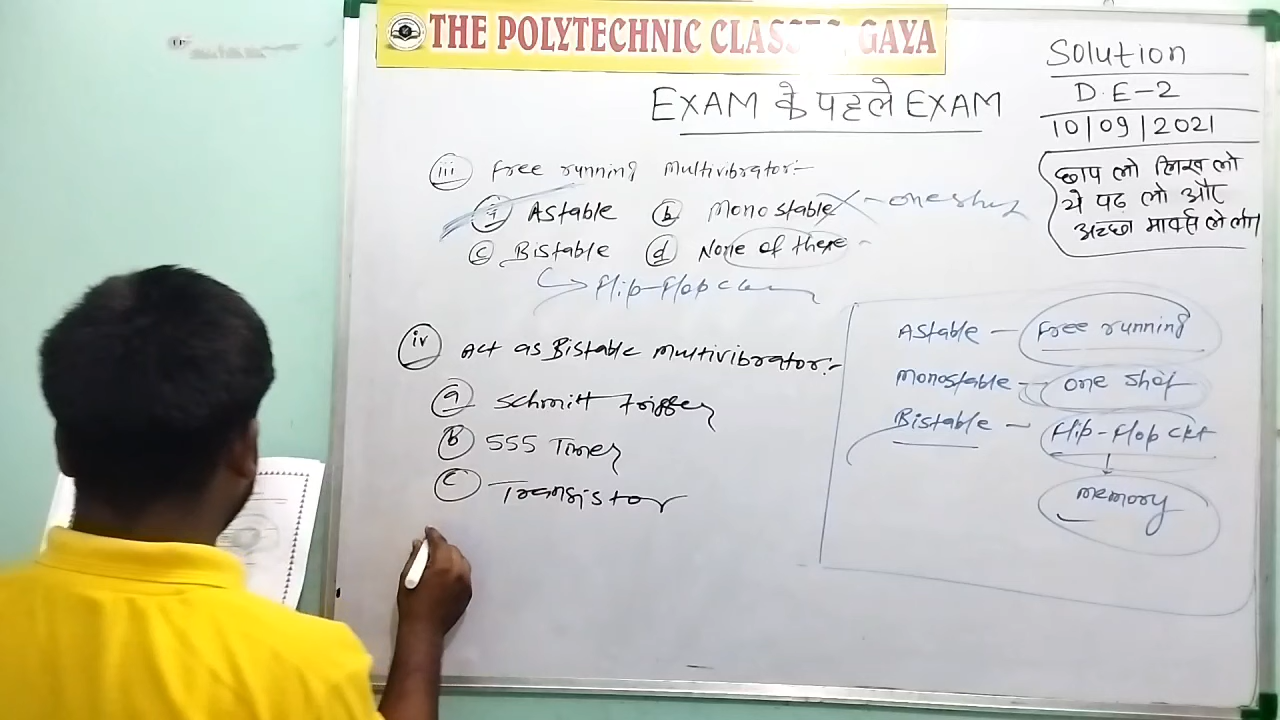 THE POLYTECHNIC CLASSES, GAYA
EXAM के पहले EXAM
Solution
D.E-2
10/09/2021
छाप लो लिख लो
ये पढ़ लो और
अच्छा मार्क्स ले लो।
iii Free running Multivibrator:-
Astable b Monostable - one shot
c Bistable d None of these
Flip-Flop
iv Act as Bistable multivibrator:-
a Schmitt trigger
b 555 Timer
c Transistor
Astable - Free running
Monostable - one shot
Bistable - Flip-Flop ckt
memory